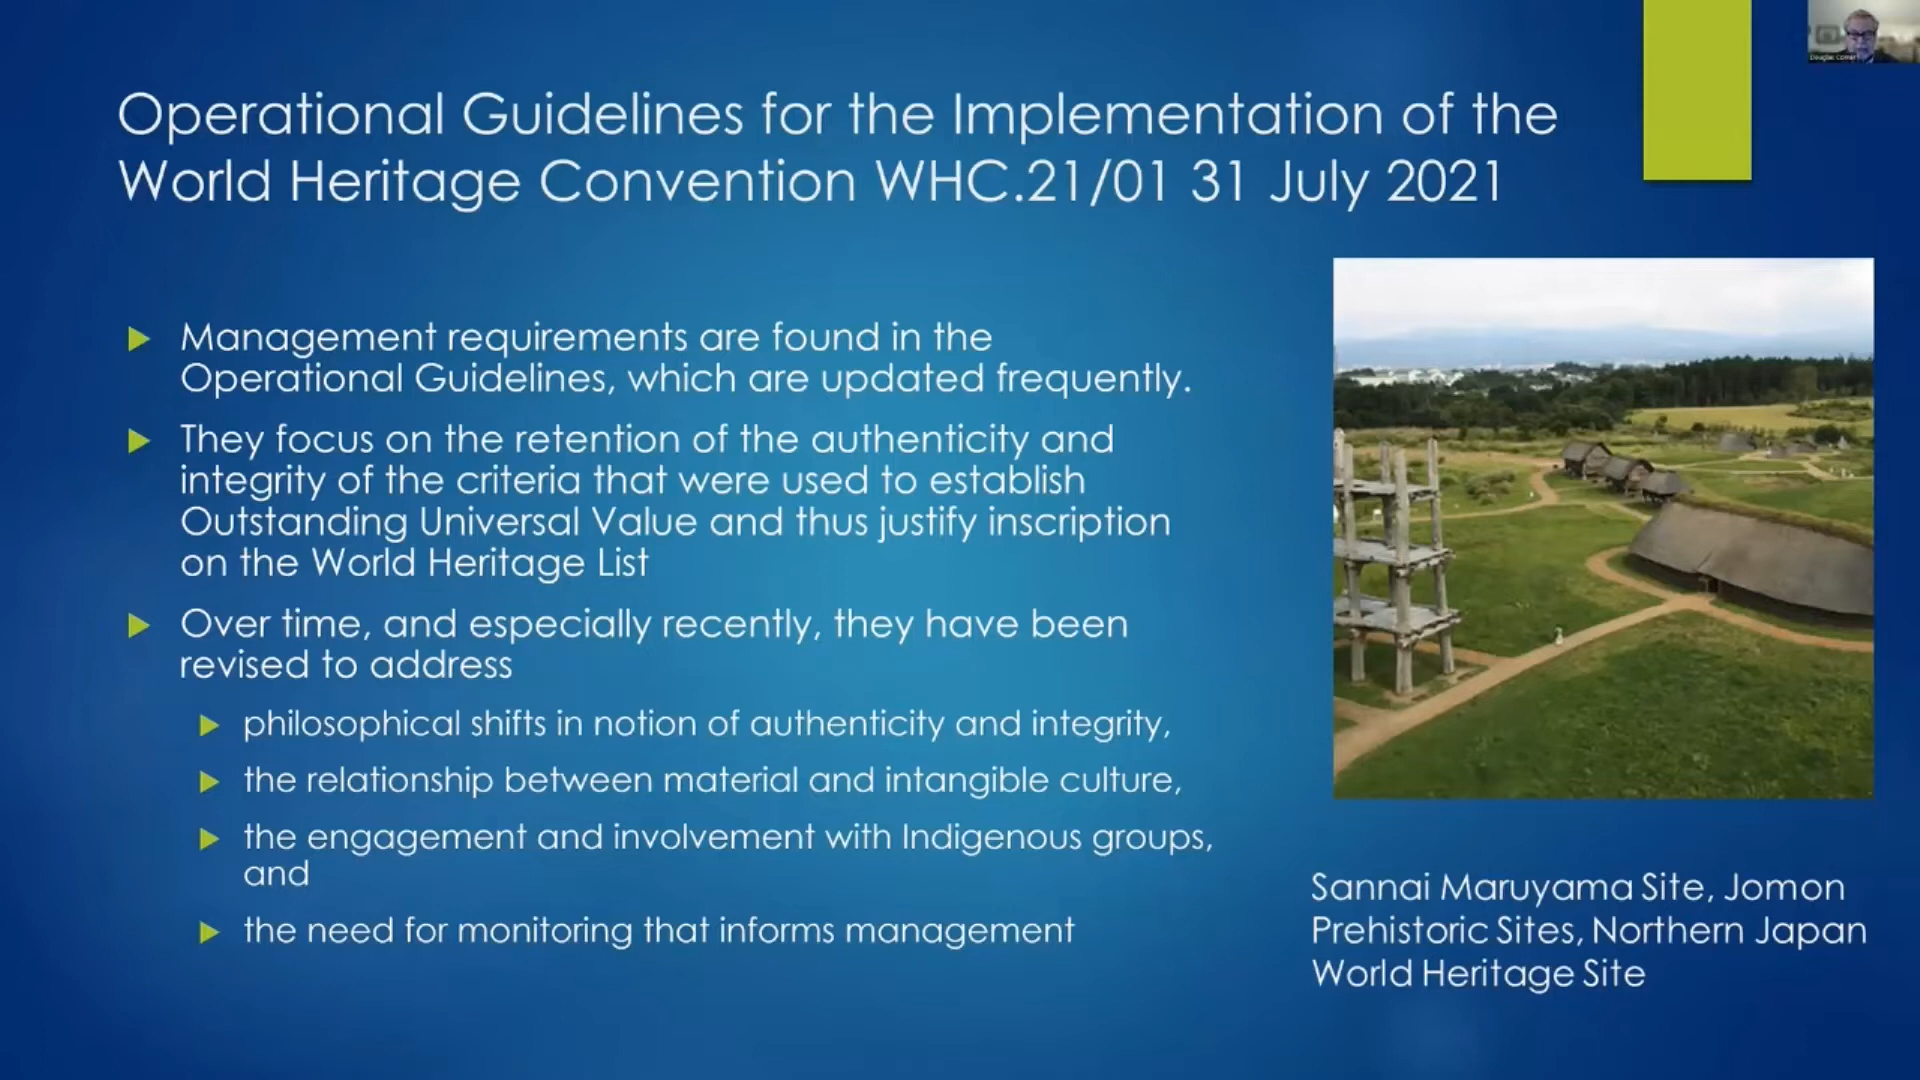 Operational Guidelines for the Implementation of the
World Heritage Convention WHC.21/01 31 July 2021
Management requirements are found in the
Operational Guidelines, which are updated frequently.
They focus on the retention of the authenticity and
integrity of the criteria that were used to establish
Outstanding Universal Value and thus justify inscription
on the World Heritage List
Over time, and especially recently, they have been
revised to address
philosophical shifts in notion of authenticity and integrity,
the relationship between material and intangible culture,
the engagement and involvement with Indigenous groups,
and
the need for monitoring that informs management
Sannai Maruyama Site, Jomon
Prehistoric Sites, Northern Japan
World Heritage Site
Douglas